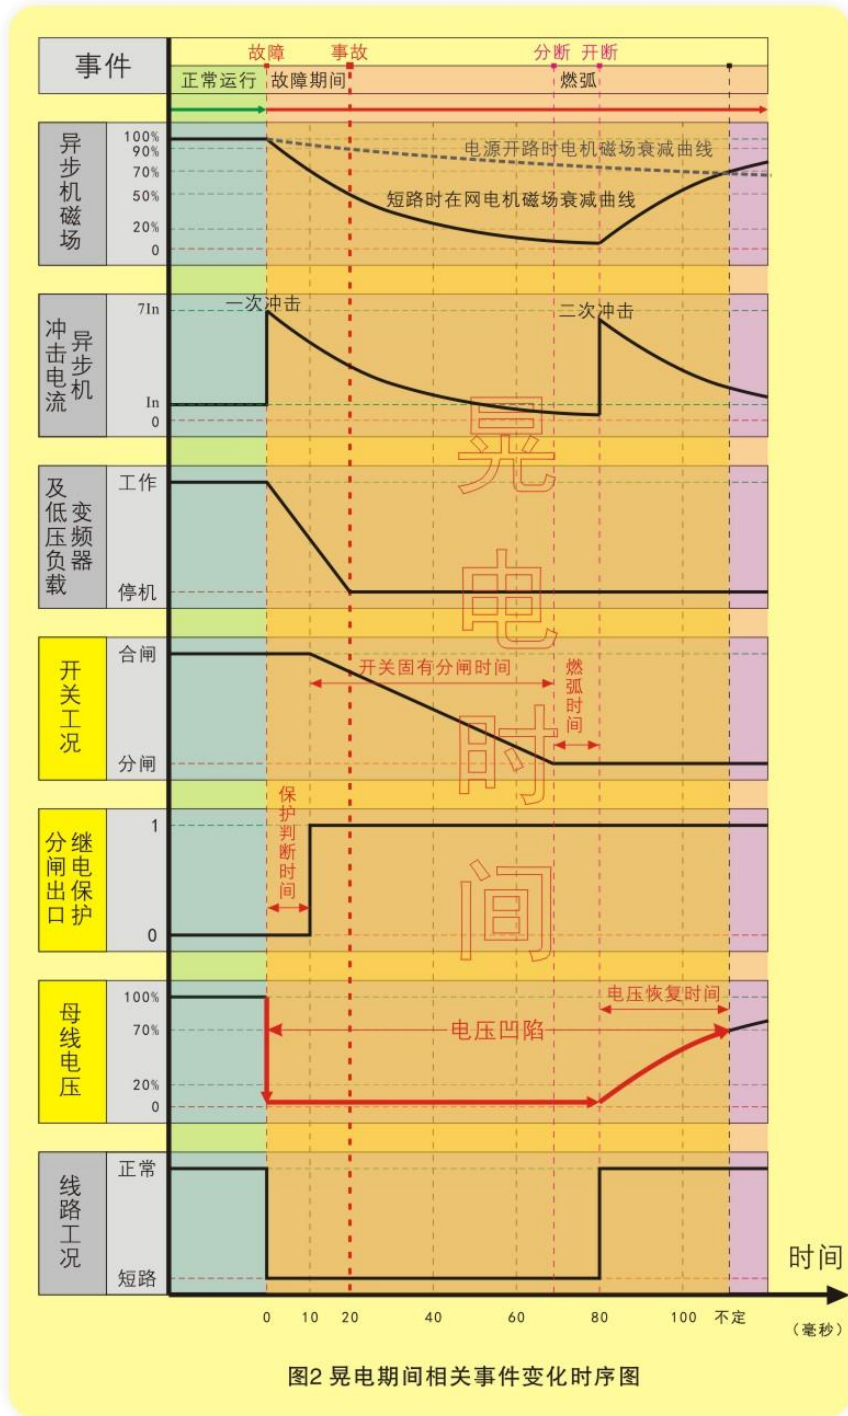 事件
故障
事故
分断
开断
正常运行
故障期间
燃弧
异步机磁场
100%
90%
70%
50%
20%
0
电源开路时电机磁场衰减曲线
短路时在网电机磁场衰减曲线
异步机
冲击电流
7In
In
0
一次冲击
二次冲击
变频器
及低压负载
工作
停机
开关工况
合闸
分闸
开关固有分闸时间
燃弧时间
继电保护
分闸出口
1
0
保护判断时间
母线电压
100%
70%
20%
0
电压凹陷
电压恢复时间
线路工况
正常
短路
晃电时间
0 10 20 40 60 80 100 不定
时间
(毫秒)
图2 晃电期间相关事件变化时序图